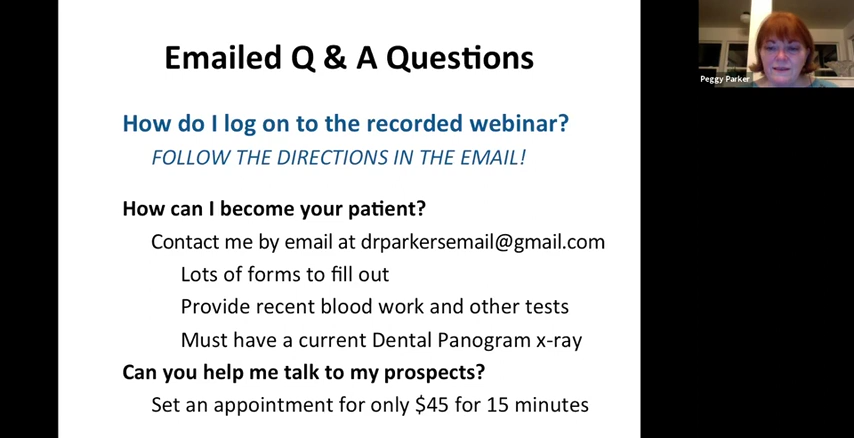 Emailed Q & A Questions
How do I log on to the recorded webinar?
FOLLOW THE DIRECTIONS IN THE EMAIL!
How can I become your patient?
Contact me by email at drparkersemail@gmail.com
Lots of forms to fill out
Provide recent blood work and other tests
Must have a current Dental Panogram x-ray
Can you help me talk to my prospects?
Set an appointment for only $45 for 15 minutes
Peggy Parker